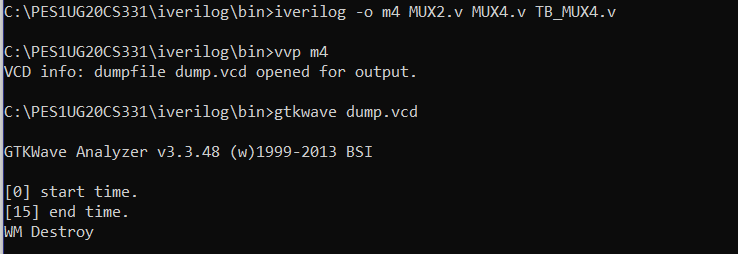 C:\PES1UG20CS331\iverilog\bin>iverilog -o m4 MUX2.v MUX4.v TB_MUX4.v
C:\PES1UG20CS331\iverilog\bin>vvp m4
VCD info: dumpfile dump.vcd opened for output.
C:\PES1UG20CS331\iverilog\bin>gtkwave dump.vcd
GTKWave Analyzer v3.3.48 (w)1999-2013 BSI
[0] start time.
[15] end time.
WM Destroy